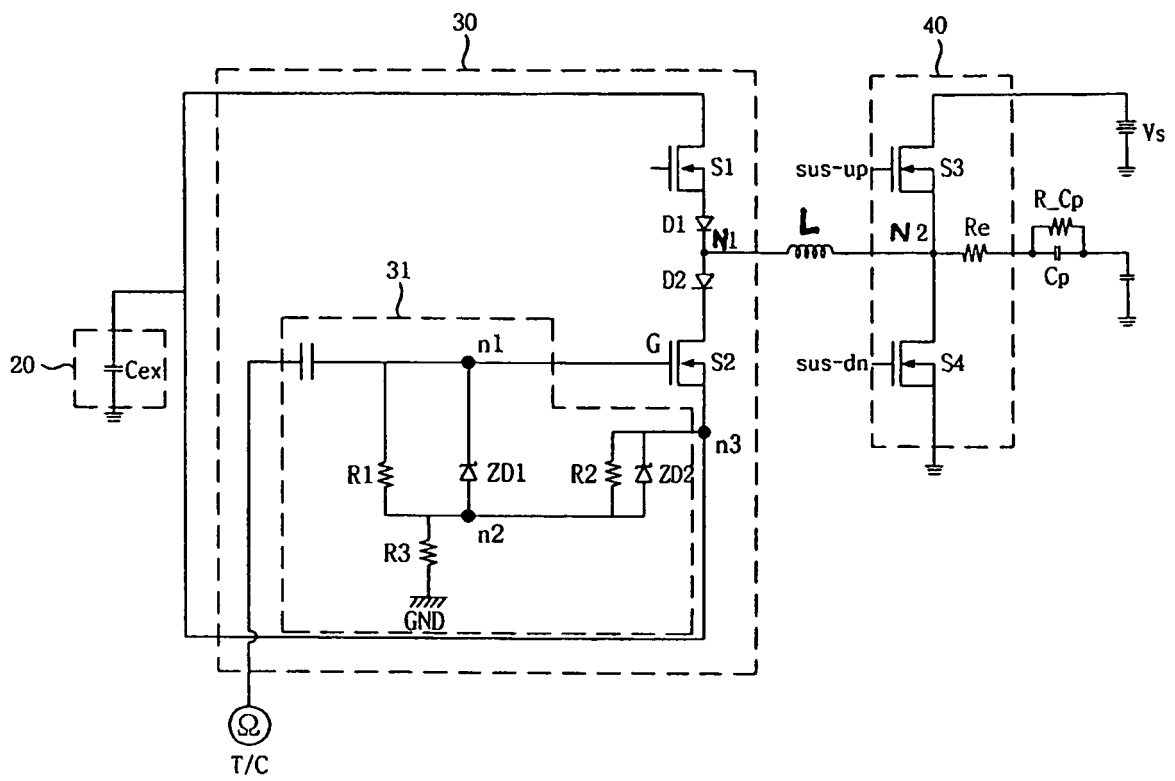 30
40
Vs
S1
sus-up
S3
D1
N1
L
N2
Re
R_Cp
Cp
D2
31
20
Cex
n1
G
S2
sus-dn
S4
n3
R1
ZD1
R2
ZD2
n2
R3
GND
Ω
T/C